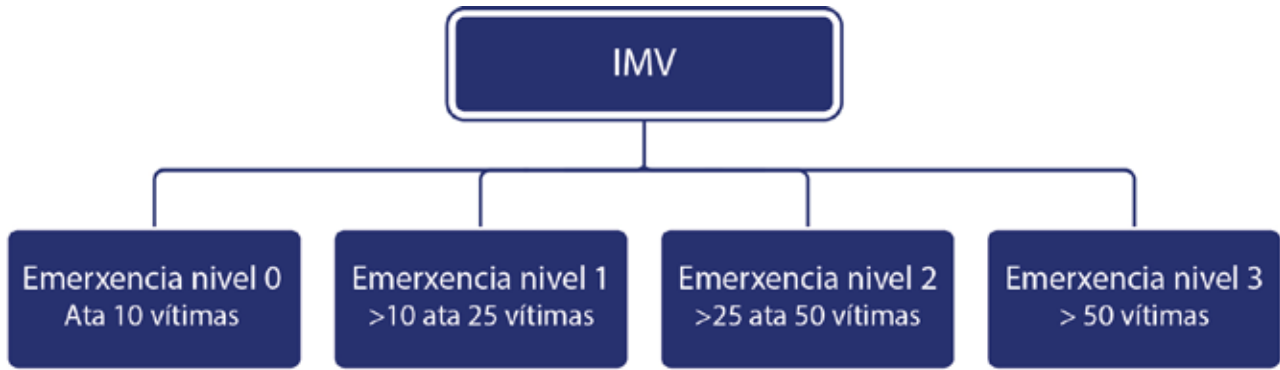 IMV
Emerxencia nivel 0
Ata 10 vítimas
Emerxencia nivel 1
>10 ata 25 vítimas
Emerxencia nivel 2
>25 ata 50 vítimas
Emerxencia nivel 3
> 50 vítimas